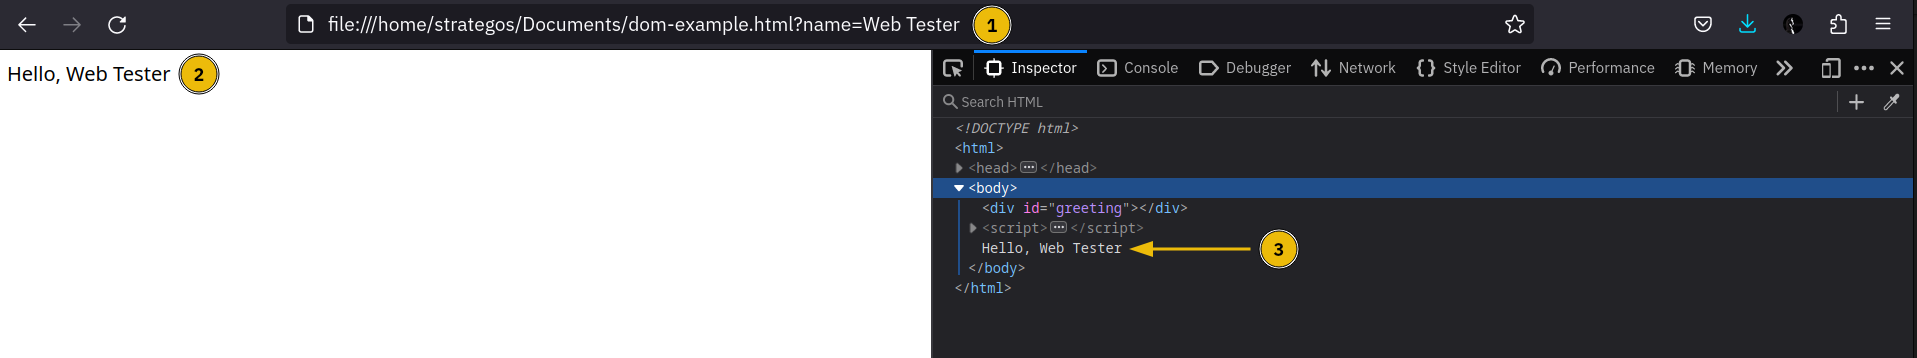 file:///home/strategos/Documents/dom-example.html?name=Web Tester 1
Hello, Web Tester 2
Inspector Console Debugger Network Style Editor Performance Memory
Search HTML
<!DOCTYPE html>
<html>
<head> </head>
<body>
<div id="greeting"></div>
<script> </script>
Hello, Web Tester 3
</body>
</html>